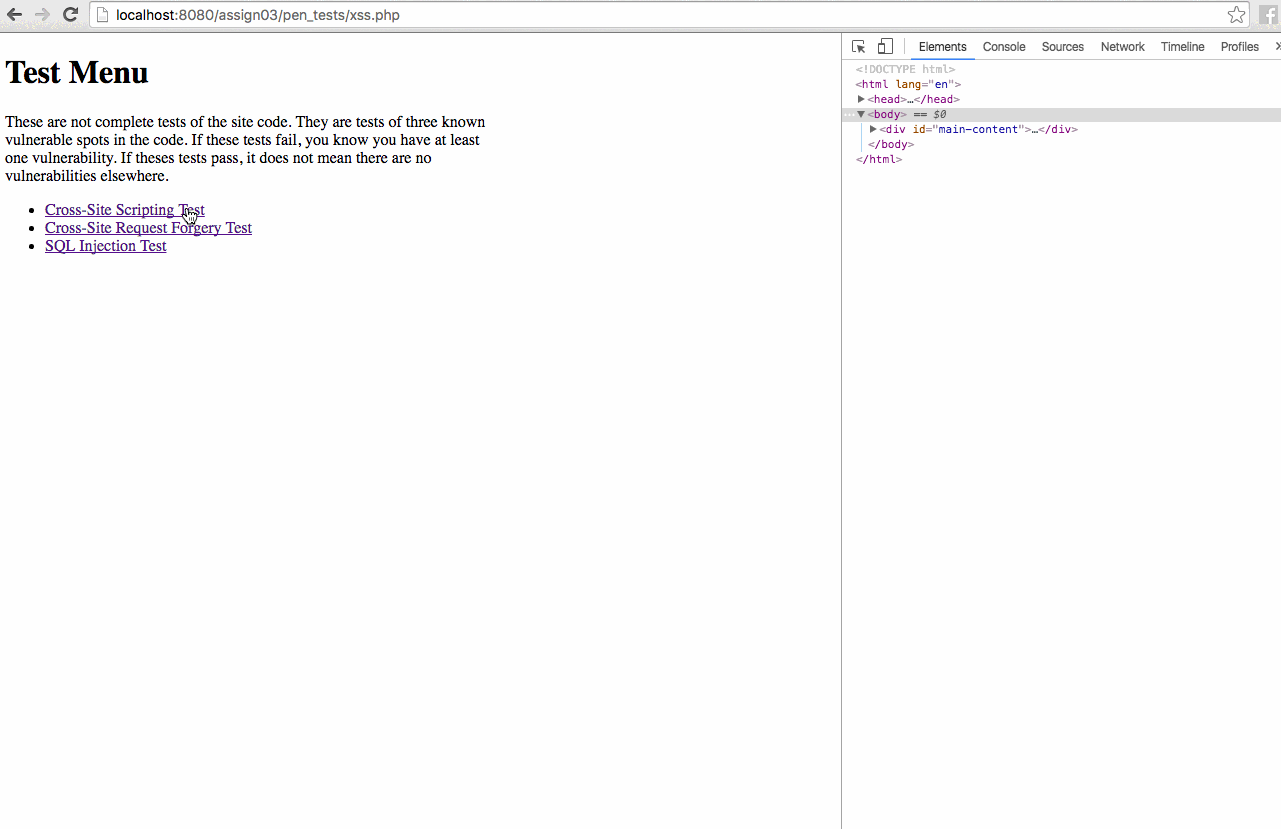 localhost:8080/assign03/pen_tests/xss.php
Elements Console Sources Network Timeline Profiles
Test Menu
These are not complete tests of the site code. They are tests of three known
vulnerable spots in the code. If these tests fail, you know you have at least
one vulnerability. If theses tests pass, it does not mean there are no
vulnerabilities elsewhere.
• Cross-Site Scripting Test
• Cross-Site Request Forgery Test
• SQL Injection Test
<!DOCTYPE html>
<html lang="en">
▶<head>…</head>
…▼<body> == $0
▶<div id="main-content">…</div>
</body>
</html>